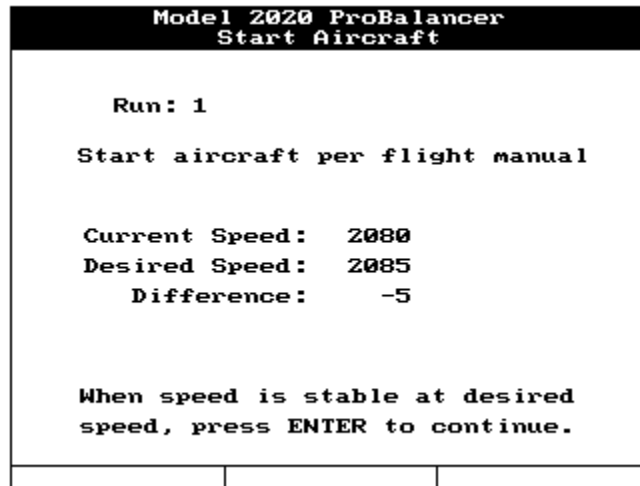 Model 2020 ProBalancer
Start Aircraft
Run: 1
Start aircraft per flight manual
Current Speed: 2080
Desired Speed: 2085
Difference: -5
When speed is stable at desired
speed, press ENTER to continue.